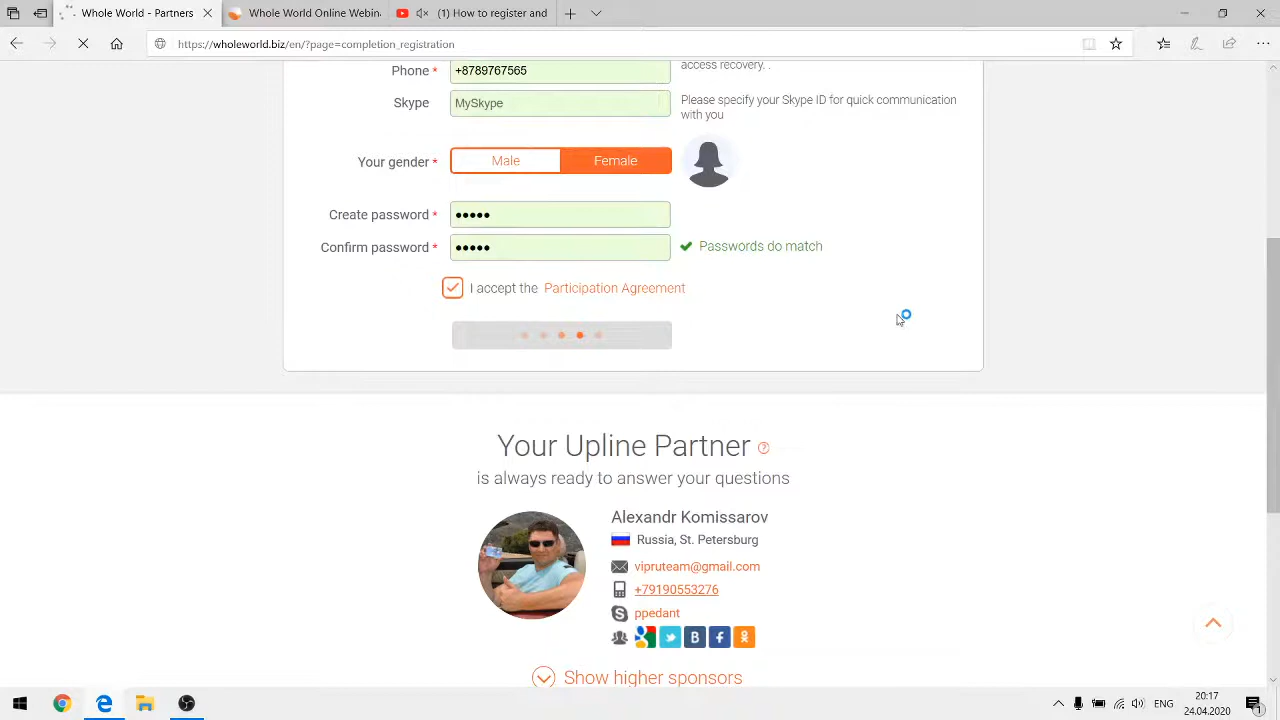 Your World - Partners
Whole World Online
(1) How to register and
https://wholeworld.biz/en/?page=completion_registration
Phone * +8789767565 access recovery. .
Skype MySkype Please specify your Skype ID for quick communication
with you
Your gender * Male Female
Create password * •••••
Confirm password * ••••• Passwords do match
I accept the Participation Agreement
Your Upline Partner ?
is always ready to answer your questions
Alexandr Komissarov
Russia, St. Petersburg
vipruteam@gmail.com
+79190553276
ppedant
Show higher sponsors
ENG
20:17
24.04.2020